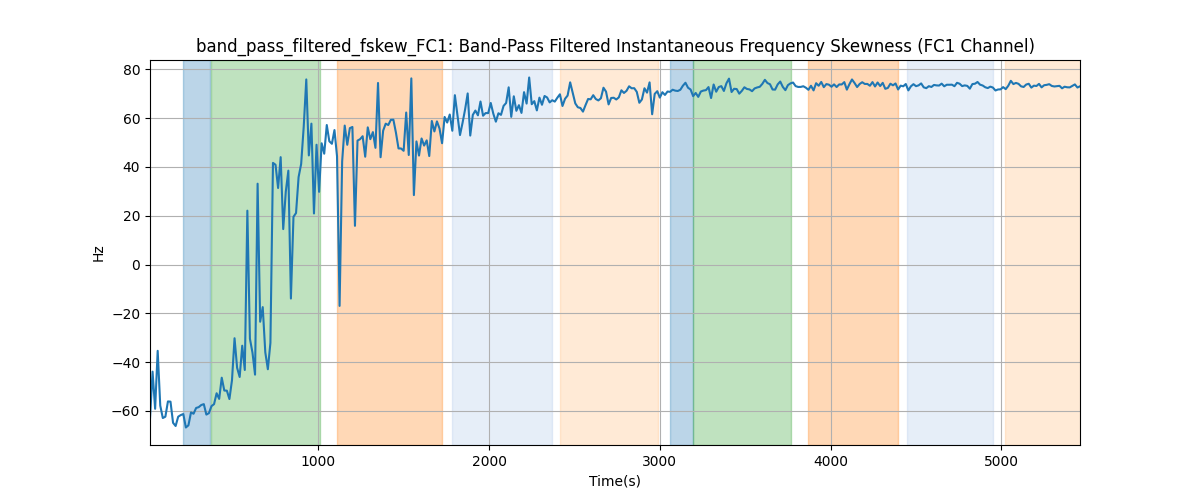 band_pass_filtered_fskew_FC1: Band-Pass Filtered Instantaneous Frequency Skewness (FC1 Channel)
80
60
40
20
0
−20
−40
−60
Hz
1000 2000 3000 4000 5000
Time(s)